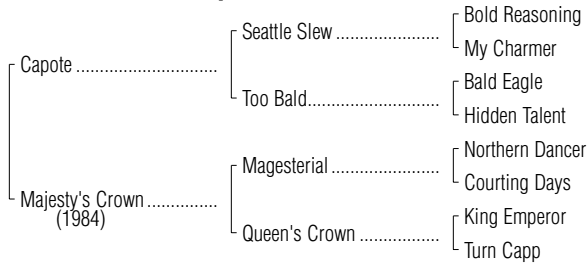 Bold Reasoning
Seattle Slew ........................
My Charmer
Capote ................................
Bald Eagle
Too Bald..............................
Hidden Talent
Northern Dancer
Magesterial .........................
Courting Days
Majesty's Crown ...............
(1984)
King Emperor
Queen's Crown ..................
Turn Capp